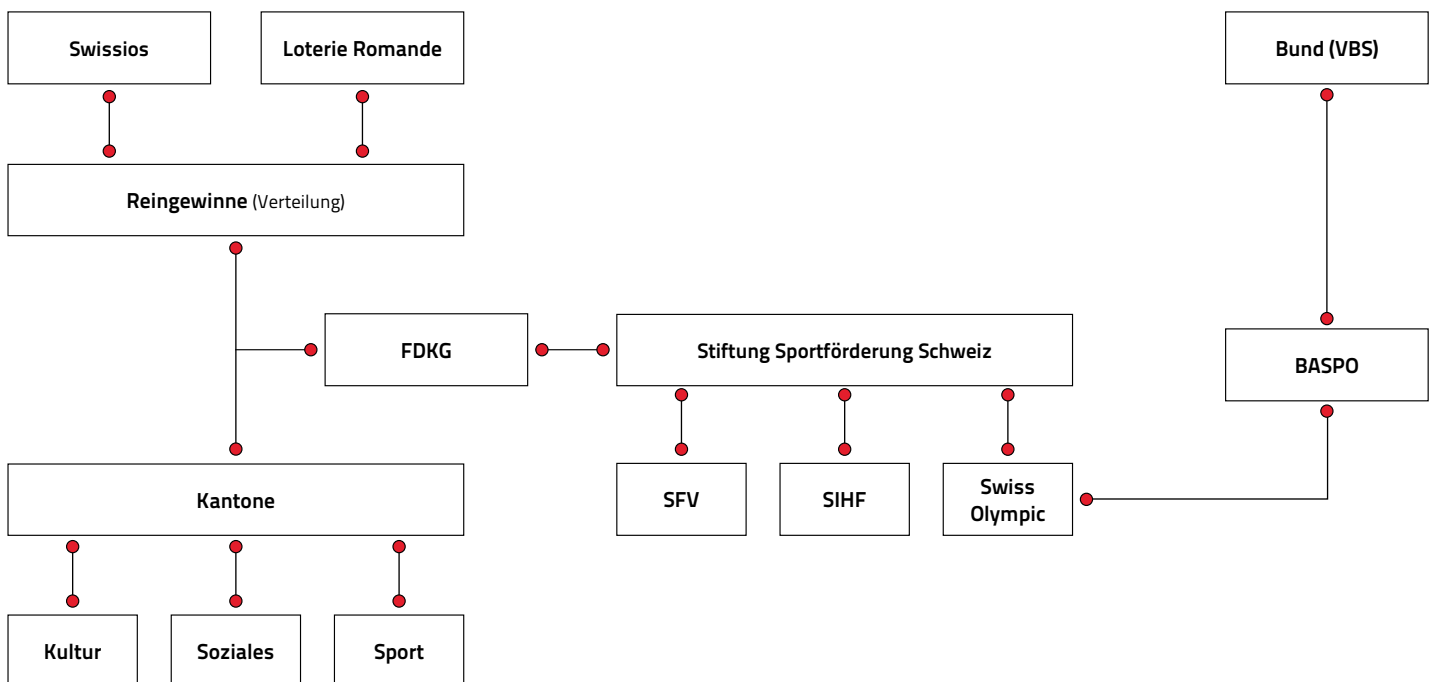 Swissios
Loterie Romande
Bund (VBS)
Reingewinne (Verteilung)
FDKG
Stiftung Sportförderung Schweiz
BASPO
Kantone
SFV
SIHF
Swiss
Olympic
Kultur
Soziales
Sport